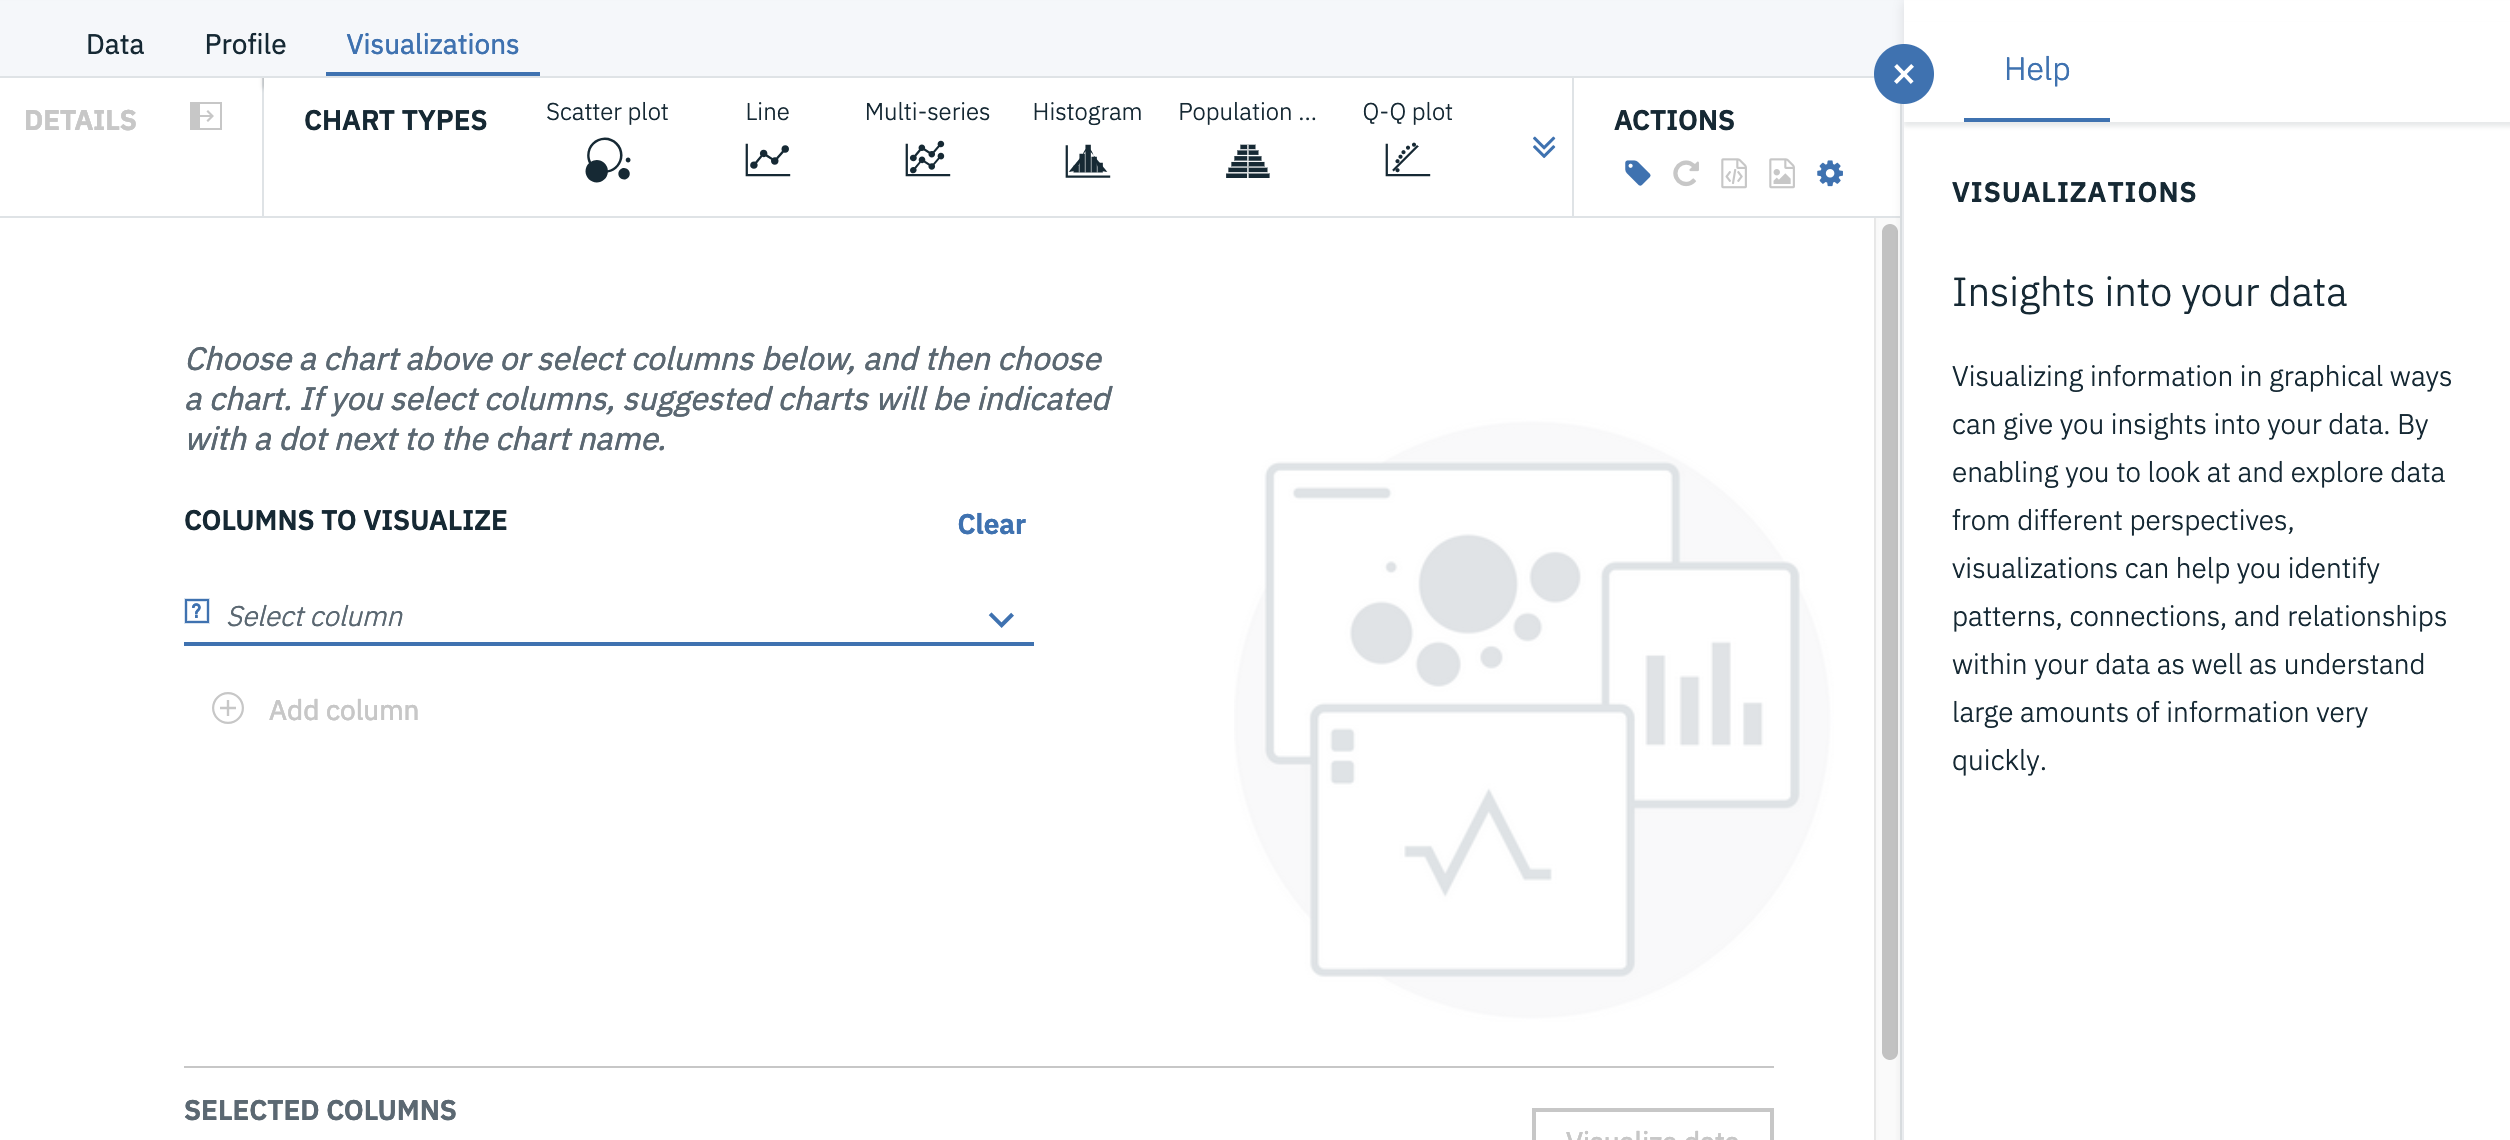 Data Profile Visualizations
DETAILS
CHART TYPES
Scatter plot
Line
Multi-series
Histogram
Population ...
Q-Q plot
ACTIONS
Choose a chart above or select columns below, and then choose
a chart. If you select columns, suggested charts will be indicated
with a dot next to the chart name.
COLUMNS TO VISUALIZE
Clear
? Select column
Add column
SELECTED COLUMNS
Visualize data
Help
VISUALIZATIONS
Insights into your data
Visualizing information in graphical ways
can give you insights into your data. By
enabling you to look at and explore data
from different perspectives,
visualizations can help you identify
patterns, connections, and relationships
within your data as well as understand
large amounts of information very
quickly.